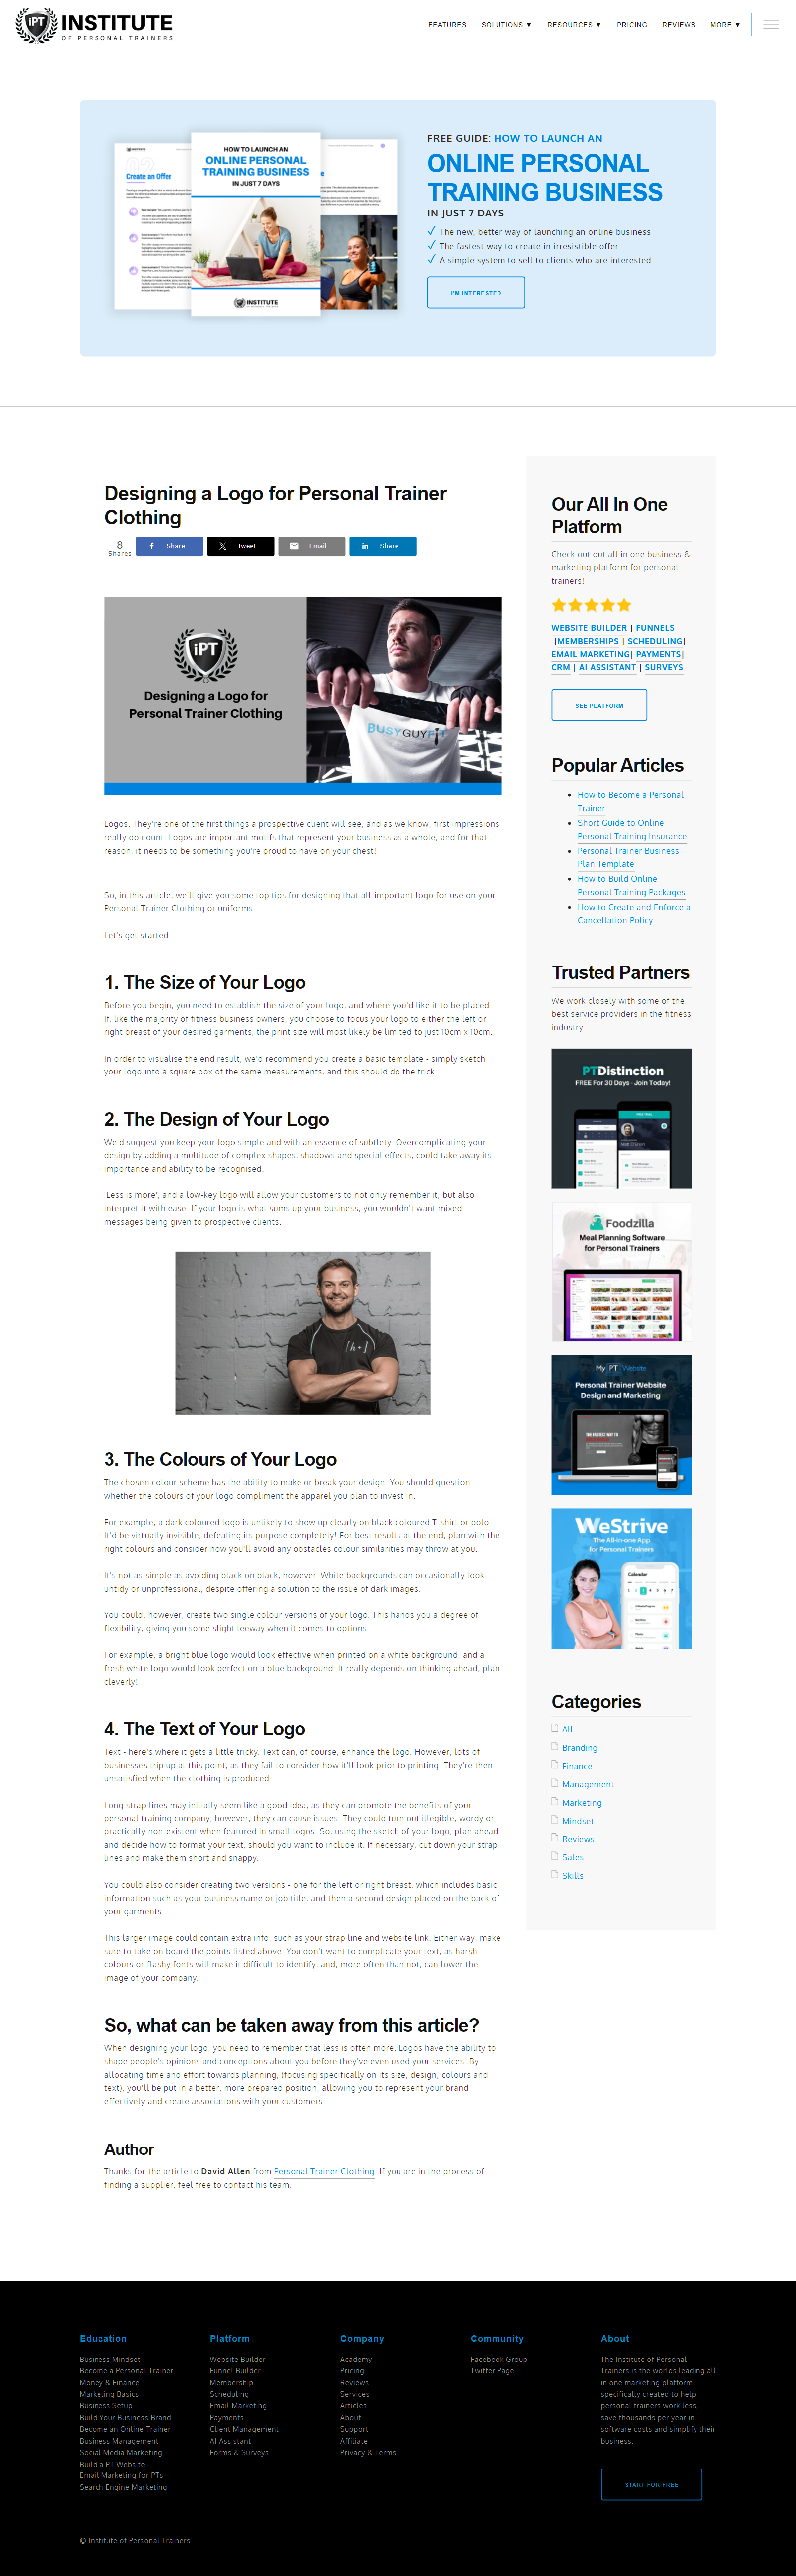 iPT INSTITUTE
OF PERSONAL TRAINERS
FEATURES SOLUTIONS ▼ RESOURCES ▼ PRICING REVIEWS MORE ▼
Create an Offer
HOW TO LAUNCH AN
ONLINE PERSONAL
TRAINING BUSINESS
IN JUST 7 DAYS
INSTITUTE
FREE GUIDE: HOW TO LAUNCH AN
ONLINE PERSONAL
TRAINING BUSINESS
IN JUST 7 DAYS
✓ The new, better way of launching an online business
✓ The fastest way to create in irresistible offer
✓ A simple system to sell to clients who are interested
I'M INTERESTED
Designing a Logo for Personal Trainer
Clothing
8
Shares
Share
Tweet
Email
Share
iPT
Designing a Logo for
Personal Trainer Clothing
BUSYGUYFIT
Logos. They're one of the first things a prospective client will see, and as we know, first impressions
really do count. Logos are important motifs that represent your business as a whole, and for that
reason, it needs to be something you're proud to have on your chest!
So, in this article, we'll give you some top tips for designing that all-important logo for use on your
Personal Trainer Clothing or uniforms.
Let's get started.
1. The Size of Your Logo
Before you begin, you need to establish the size of your logo, and where you'd like it to be placed.
If, like the majority of fitness business owners, you choose to focus your logo to either the left or
right breast of your desired garments, the print size will most likely be limited to just 10cm x 10cm.
In order to visualise the end result, we'd recommend you create a basic template - simply sketch
your logo into a square box of the same measurements, and this should do the trick.
2. The Design of Your Logo
We'd suggest you keep your logo simple and with an essence of subtlety. Overcomplicating your
design by adding a multitude of complex shapes, shadows and special effects, could take away its
importance and ability to be recognised.
'Less is more', and a low-key logo will allow your customers to not only remember it, but also
interpret it with ease. If your logo is what sums up your business, you wouldn't want mixed
messages being given to prospective clients.
3. The Colours of Your Logo
The chosen colour scheme has the ability to make or break your design. You should question
whether the colours of your logo compliment the apparel you plan to invest in.
For example, a dark coloured logo is unlikely to show up clearly on black coloured T-shirt or polo.
It'd be virtually invisible, defeating its purpose completely! For best results at the end, plan with the
right colours and consider how you'll avoid any obstacles colour similarities may throw at you.
It's not as simple as avoiding black on black, however. White backgrounds can occasionally look
untidy or unprofessional, despite offering a solution to the issue of dark images.
You could, however, create two single colour versions of your logo. This hands you a degree of
flexibility, giving you some slight leeway when it comes to options.
For example, a bright blue logo would look effective when printed on a white background, and a
fresh white logo would look perfect on a blue background. It really depends on thinking ahead; plan
cleverly!
4. The Text of Your Logo
Text - here's where it gets a little tricky. Text can, of course, enhance the logo. However, lots of
businesses trip up at this point, as they fail to consider how it'll look prior to printing. They're then
unsatisfied when the clothing is produced.
Long strap lines may initially seem like a good idea, as they can promote the benefits of your
personal training company, however, they can cause issues. They could turn out illegible, wordy or
practically non-existent when featured in small logos. So, using the sketch of your logo, plan ahead
and decide how to format your text, should you want to include it. If necessary, cut down your strap
lines and make them short and snappy.
You could also consider creating two versions - one for the left or right breast, which includes basic
information such as your business name or job title, and then a second design placed on the back of
your garments.
This larger image could contain extra info, such as your strap line and website link. Either way, make
sure to take on board the points listed above. You don't want to complicate your text, as harsh
colours or flashy fonts will make it difficult to identify, and, more often than not, can lower the
image of your company.
So, what can be taken away from this article?
When designing your logo, you need to remember that less is often more. Logos have the ability to
shape people's opinions and conceptions about you before they've even used your services. By
allocating time and effort towards planning, (focusing specifically on its size, design, colours and
text), you'll be put in a better, more prepared position, allowing you to represent your brand
effectively and create associations with your customers.
Author
Thanks for the article to David Allen from Personal Trainer Clothing. If you are in the process of
finding a supplier, feel free to contact his team.
Our All In One
Platform
Check out out all in one business &
marketing platform for personal
trainers!
WEBSITE BUILDER | FUNNELS
|MEMBERSHIPS | SCHEDULING|
EMAIL MARKETING| PAYMENTS|
CRM | AI ASSISTANT | SURVEYS
SEE PLATFORM
Popular Articles
How to Become a Personal
Trainer
Short Guide to Online
Personal Training Insurance
Personal Trainer Business
Plan Template
How to Build Online
Personal Training Packages
How to Create and Enforce a
Cancellation Policy
Trusted Partners
We work closely with some of the
best service providers in the fitness
industry.
PTDistinction
FREE For 30 Days - Join Today!
Foodzilla
Meal Planning Software
for Personal Trainers
My PT Website
Personal Trainer Website
Design and Marketing
WeStrive
The All-in-one App
for Personal Trainers
Calendar
Categories
All
Branding
Finance
Management
Marketing
Mindset
Reviews
Sales
Skills
Education
Business Mindset
Become a Personal Trainer
Money & Finance
Marketing Basics
Business Setup
Build Your Business Brand
Become an Online Trainer
Business Management
Social Media Marketing
Build a PT Website
Email Marketing for PTs
Search Engine Marketing
Platform
Website Builder
Funnel Builder
Membership
Scheduling
Email Marketing
Payments
Client Management
AI Assistant
Forms & Surveys
Company
Academy
Pricing
Reviews
Services
Articles
About
Support
Affiliate
Privacy & Terms
Community
Facebook Group
Twitter Page
About
The Institute of Personal
Trainers is the worlds leading all
in one marketing platform
specifically created to help
personal trainers work less,
save thousands per year in
software costs and simplify their
business.
START FOR FREE
© Institute of Personal Trainers